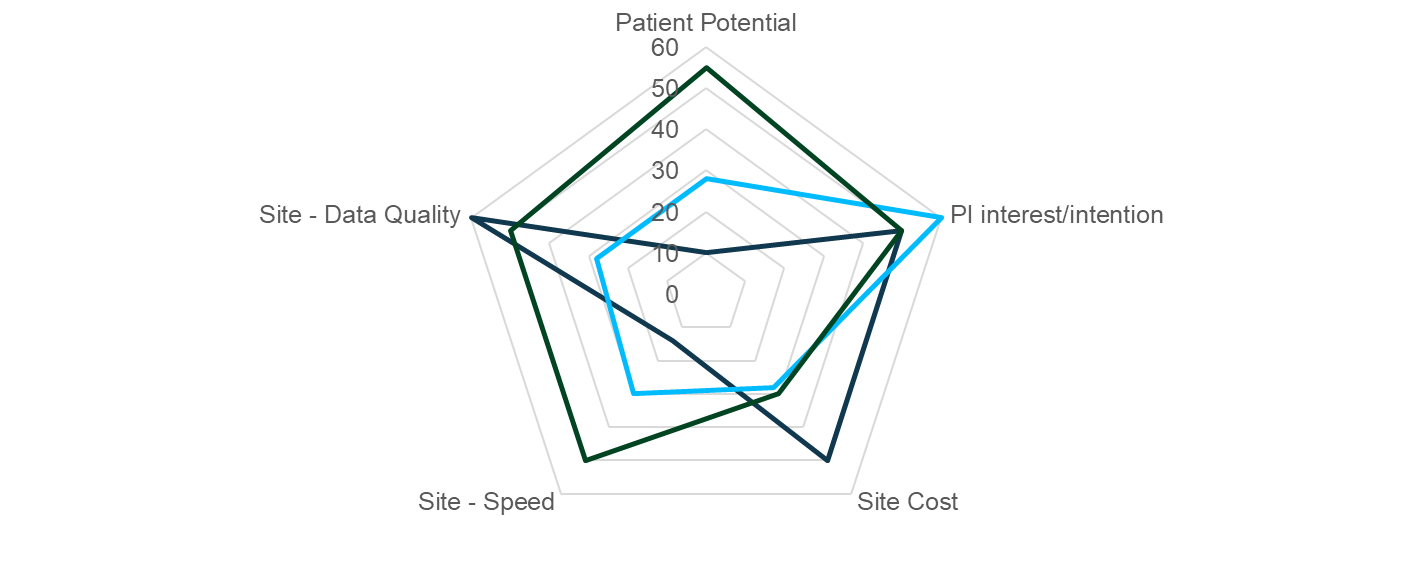 Patient Potential
60
50
40
30
20
10
0
Site - Data Quality
PI interest/intention
Site - Speed
Site Cost